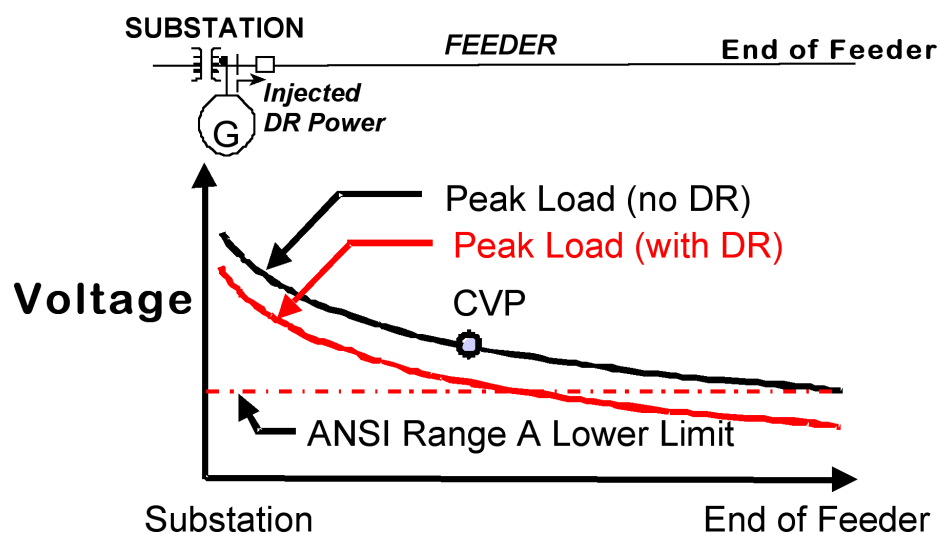 SUBSTATION
FEEDER
End of Feeder
Injected
DR Power
G
Peak Load (no DR)
Peak Load (with DR)
Voltage
CVP
ANSI Range A Lower Limit
Substation
End of Feeder